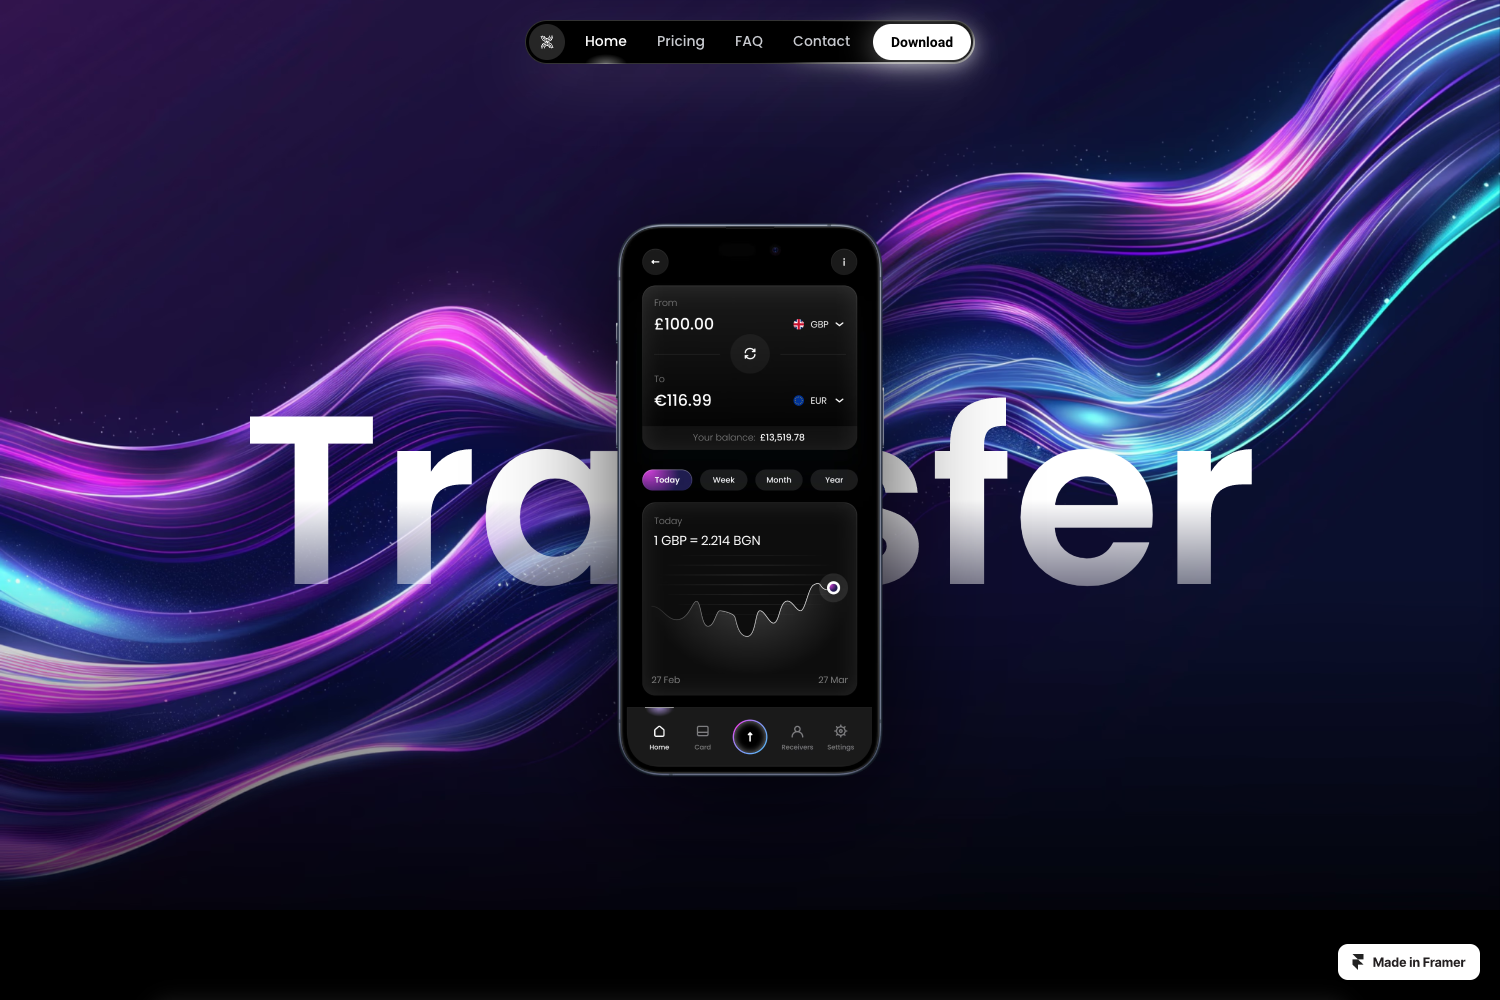 Home Pricing FAQ Contact Download
From
£100.00 GBP
To
€116.99 EUR
Your balance: £13,519.78
Tra sfer
Today Week Month Year
Today
1 GBP = 2.214 BGN
27 Feb 27 Mar
Home Card Receivers Settings
Made in Framer